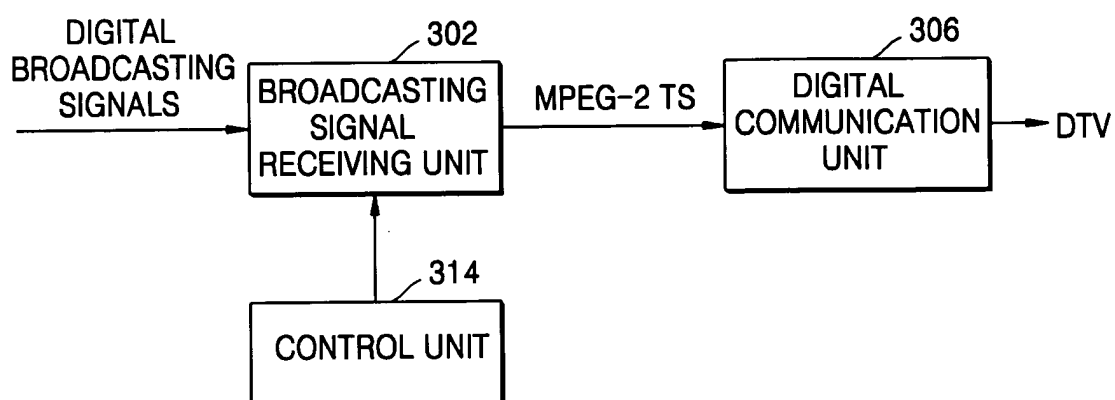 DIGITAL
BROADCASTING
SIGNALS
302
BROADCASTING
SIGNAL
RECEIVING UNIT
MPEG-2 TS
306
DIGITAL
COMMUNICATION
UNIT
DTV
314
CONTROL UNIT